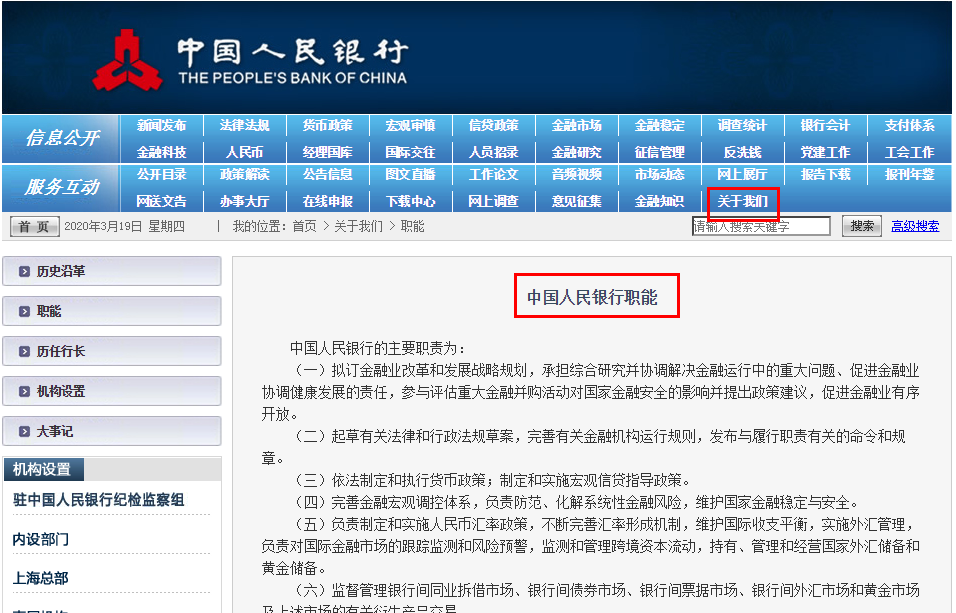 中国人民银行
THE PEOPLE'S BANK OF CHINA
信息公开
新闻发布 法律法规 货币政策 宏观审慎 信贷政策 金融市场 金融稳定 调查统计 银行会计 支付体系
金融科技 人民币 经理国库 国际交往 人员招录 金融研究 征信管理 反洗钱 党建工作 工会工作
服务互动
公开目录 政策解读 公告信息 图文直播 工作论文 音频视频 市场动态 网上展厅 报告下载 报刊年鉴
网送文告 办事大厅 在线申报 下载中心 网上调查 意见征集 金融知识 关于我们
首 页 2020年3月19日 星期四 | 我的位置：首页 > 关于我们 > 职能 请输入搜索关键字 搜索 高级搜索
历史沿革
职能
历任行长
机构设置
大事记
机构设置
驻中国人民银行纪检监察组
内设部门
上海总部
中国人民银行职能
中国人民银行的主要职责为：
（一）拟订金融业改革和发展战略规划，承担综合研究并协调解决金融运行中的重大问题、促进金融业
协调健康发展的责任，参与评估重大金融并购活动对国家金融安全的影响并提出政策建议，促进金融业有序
开放。
（二）起草有关法律和行政法规草案，完善有关金融机构运行规则，发布与履行职责有关的命令和规
章。
（三）依法制定和执行货币政策；制定和实施宏观信贷指导政策。
（四）完善金融宏观调控体系，负责防范、化解系统性金融风险，维护国家金融稳定与安全。
（五）负责制定和实施人民币汇率政策，不断完善汇率形成机制，维护国际收支平衡，实施外汇管理，
负责对国际金融市场的跟踪监测和风险预警，监测和管理跨境资本流动，持有、管理和经营国家外汇储备和
黄金储备。
（六）监督管理银行间同业拆借市场、银行间债券市场、银行间票据市场、银行间外汇市场和黄金市场
及上述市场的有关衍生产品交易